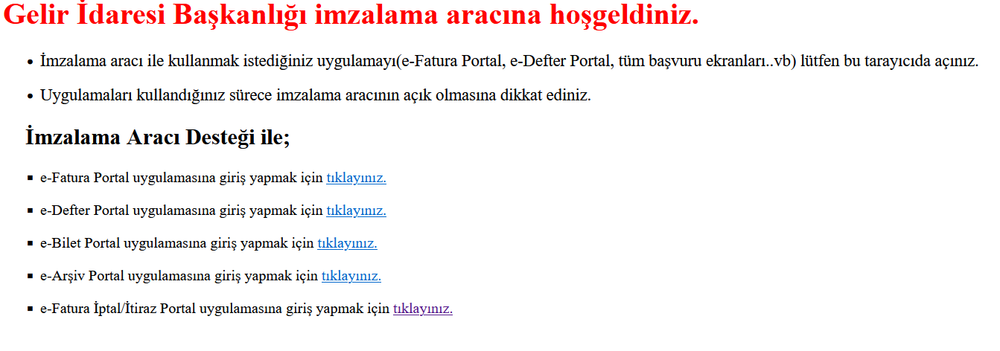 Gelir İdaresi Başkanlığı imzalama aracına hoşgeldiniz.
• İmzalama aracı ile kullanmak istediğiniz uygulamayı(e-Fatura Portal, e-Defter Portal, tüm başvuru ekranları..vb) lütfen bu tarayıcıda açınız.
• Uygulamaları kullandığınız sürece imzalama aracının açık olmasına dikkat ediniz.
İmzalama Aracı Desteği ile;
▪ e-Fatura Portal uygulamasına giriş yapmak için tıklayınız.
▪ e-Defter Portal uygulamasına giriş yapmak için tıklayınız.
▪ e-Bilet Portal uygulamasına giriş yapmak için tıklayınız.
▪ e-Arşiv Portal uygulamasına giriş yapmak için tıklayınız.
▪ e-Fatura İptal/İtiraz Portal uygulamasına giriş yapmak için tıklayınız.